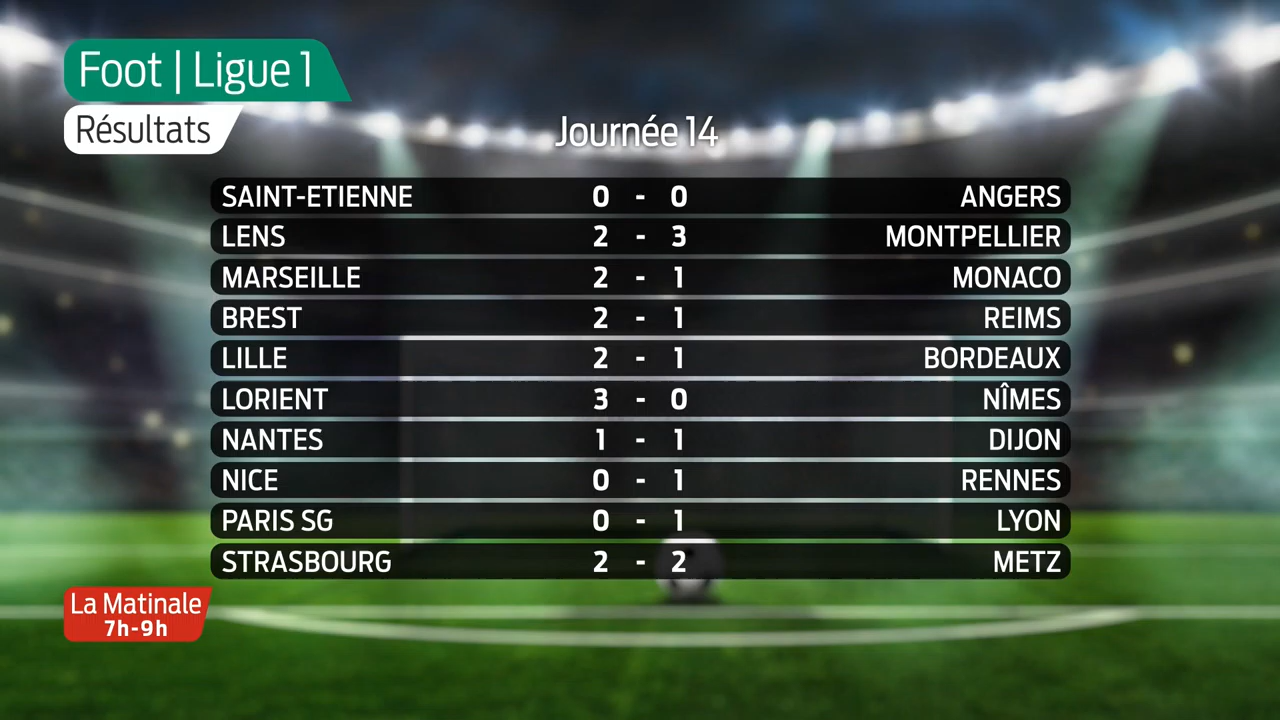 Foot | Ligue 1
Résultats
Journée 14
SAINT-ETIENNE 0 - 0 ANGERS
LENS 2 - 3 MONTPELLIER
MARSEILLE 2 - 1 MONACO
BREST 2 - 1 REIMS
LILLE 2 - 1 BORDEAUX
LORIENT 3 - 0 NÎMES
NANTES 1 - 1 DIJON
NICE 0 - 1 RENNES
PARIS SG 0 - 1 LYON
STRASBOURG 2 - 2 METZ
La Matinale
7h-9h